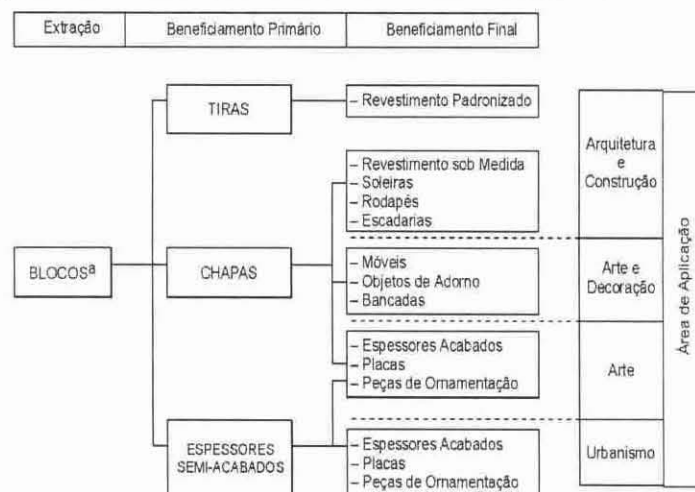 Extração
Beneficiamento Primário
Beneficiamento Final
TIRAS
– Revestimento Padronizado
Arquitetura
e
Construção
– Revestimento sob Medida
– Soleiras
– Rodapés
– Escadarias
BLOCOSª
CHAPAS
– Móveis
– Objetos de Adorno
– Bancadas
Arte e
Decoração
– Espessores Acabados
– Placas
– Peças de Ornamentação
Arte
ESPESSORES
SEMI-ACABADOS
– Espessores Acabados
– Placas
– Peças de Ornamentação
Urbanismo
Área de Aplicação